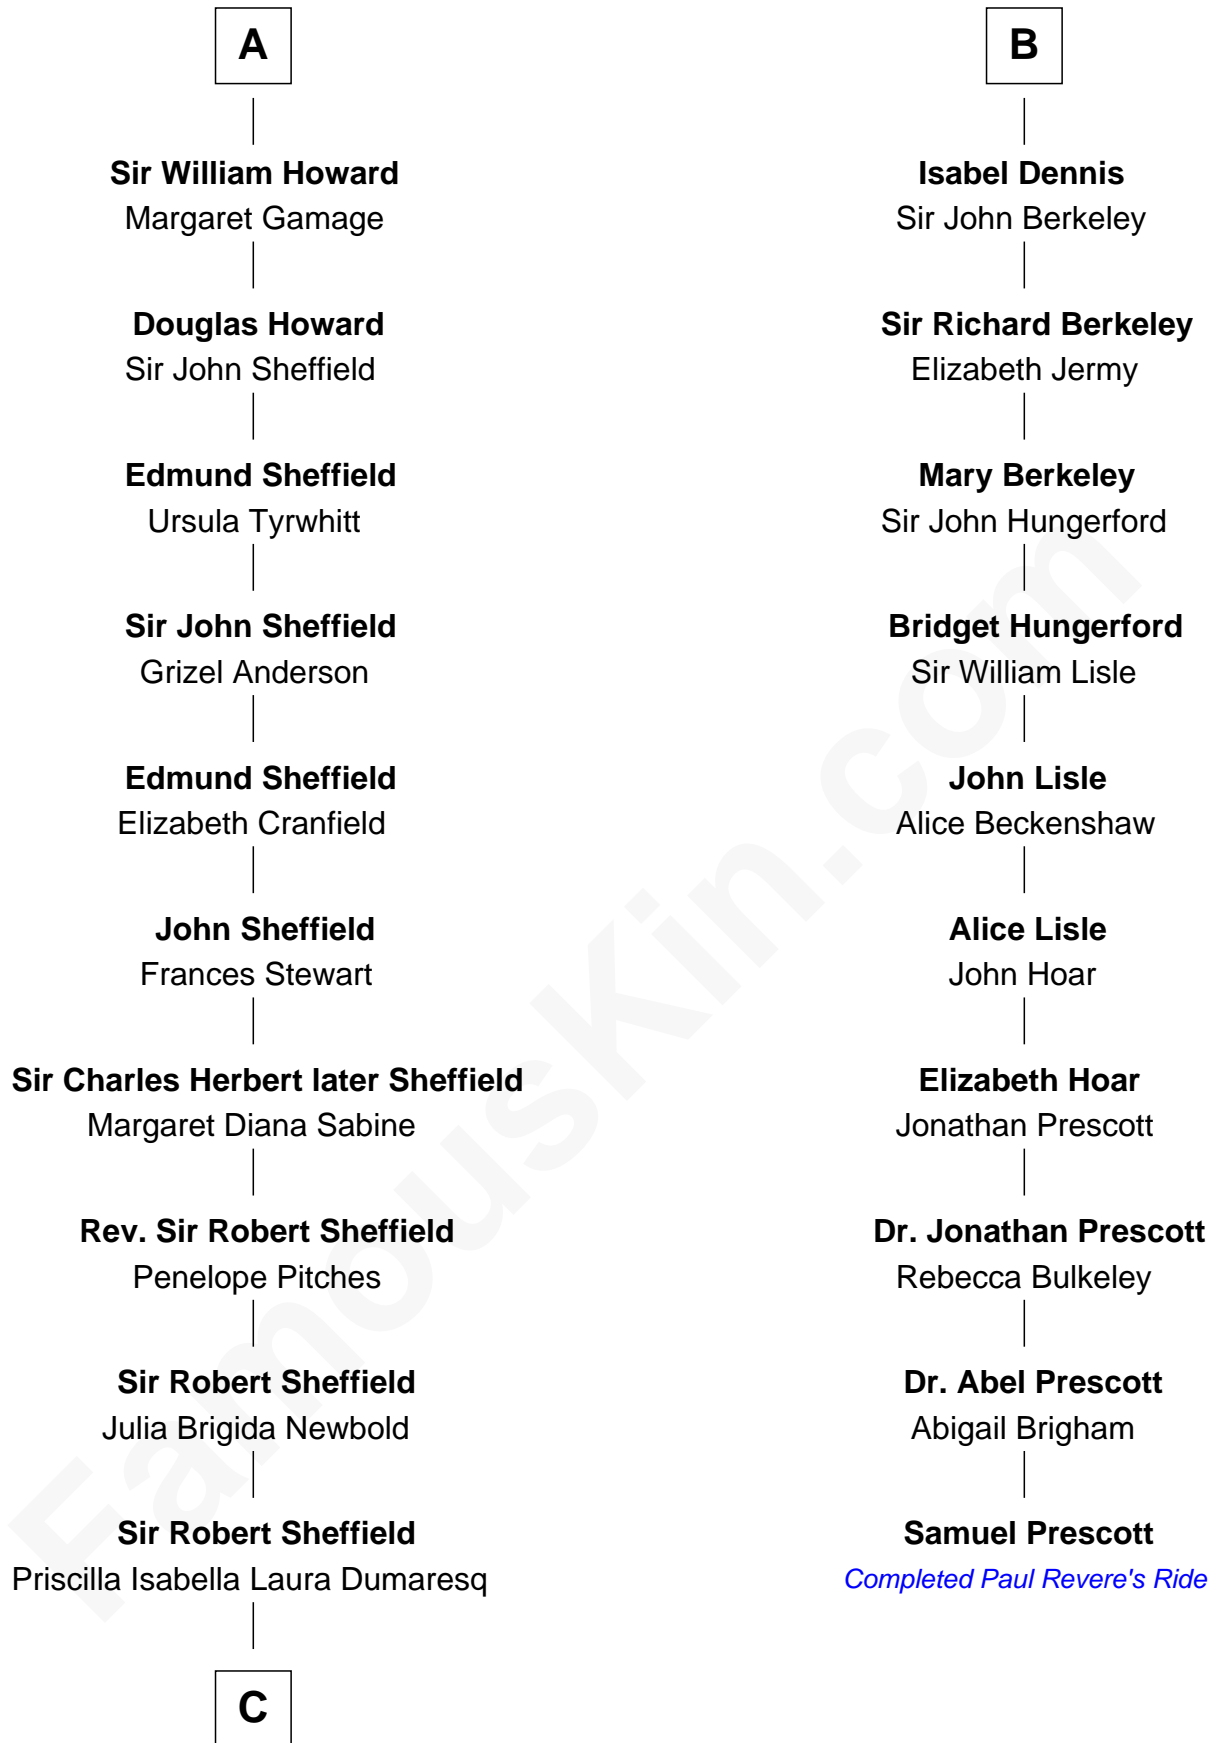 A
Sir William Howard
Margaret Gamage
Douglas Howard
Sir John Sheffield
Edmund Sheffield
Ursula Tyrwhitt
Sir John Sheffield
Grizel Anderson
Edmund Sheffield
Elizabeth Cranfield
John Sheffield
Frances Stewart
Sir Charles Herbert later Sheffield
Margaret Diana Sabine
Rev. Sir Robert Sheffield
Penelope Pitches
Sir Robert Sheffield
Julia Brigida Newbold
Sir Robert Sheffield
Priscilla Isabella Laura Dumaresq
C
B
Isabel Dennis
Sir John Berkeley
Sir Richard Berkeley
Elizabeth Jermy
Mary Berkeley
Sir John Hungerford
Bridget Hungerford
Sir William Lisle
John Lisle
Alice Beckenshaw
Alice Lisle
John Hoar
Elizabeth Hoar
Jonathan Prescott
Dr. Jonathan Prescott
Rebecca Bulkeley
Dr. Abel Prescott
Abigail Brigham
Samuel Prescott
Completed Paul Revere's Ride
FamousKin.com